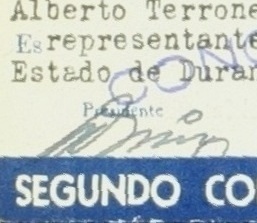 Alberto Terrone
Es representante
Estado de Duran
Presidente
SEGUNDO CO